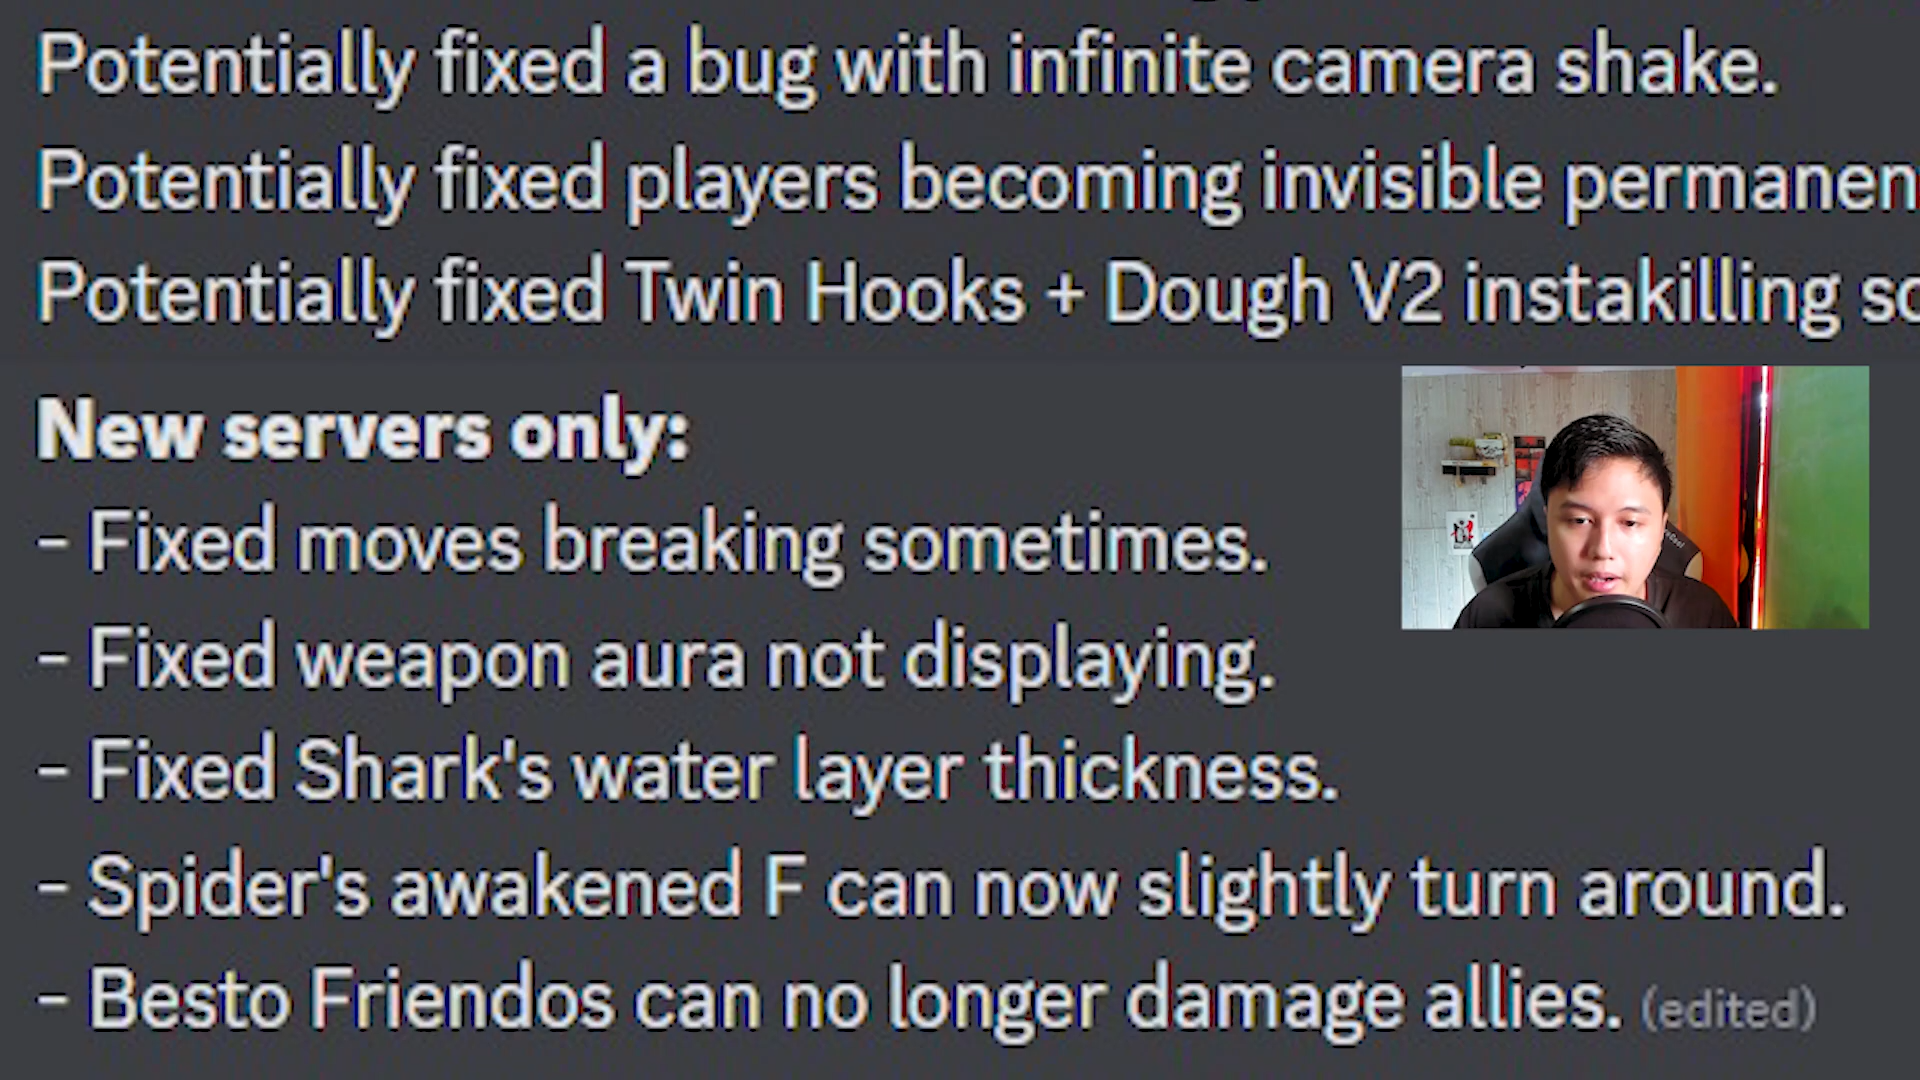 Potentially fixed a bug with infinite camera shake.
Potentially fixed players becoming invisible
Potentially fixed Twin Hooks + Dough V2 instakilling
New servers only:
- Fixed moves breaking sometimes.
- Fixed weapon aura not displaying.
- Fixed Shark's water layer thickness.
- Spider's awakened F can now slightly turn around.
- Besto Friendos can no longer damage allies. (edited)